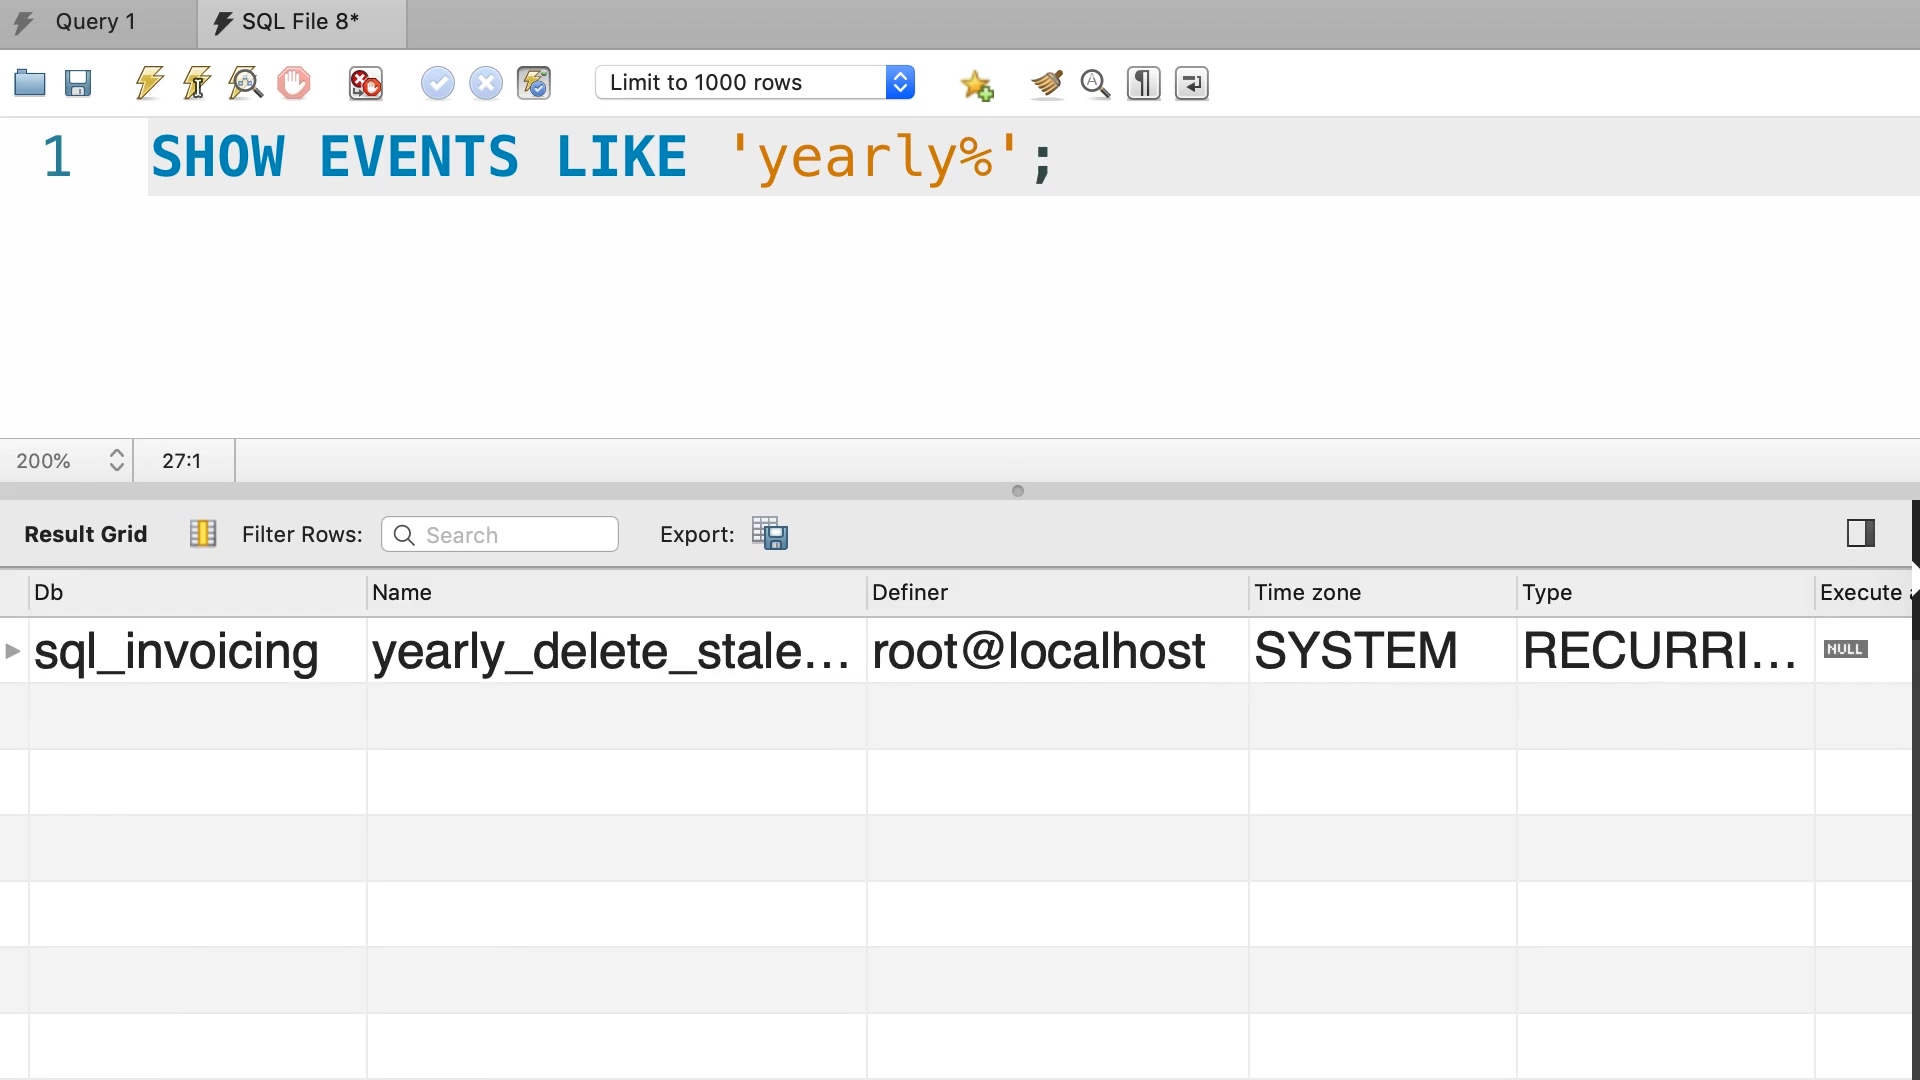 Query 1
SQL File 8*
Limit to 1000 rows
1 SHOW EVENTS LIKE 'yearly%';
200% 27:1
Result Grid Filter Rows: Search Export:
Db Name Definer Time zone Type Execute
sql_invoicing yearly_delete_stale... root@localhost SYSTEM RECURRI... NULL